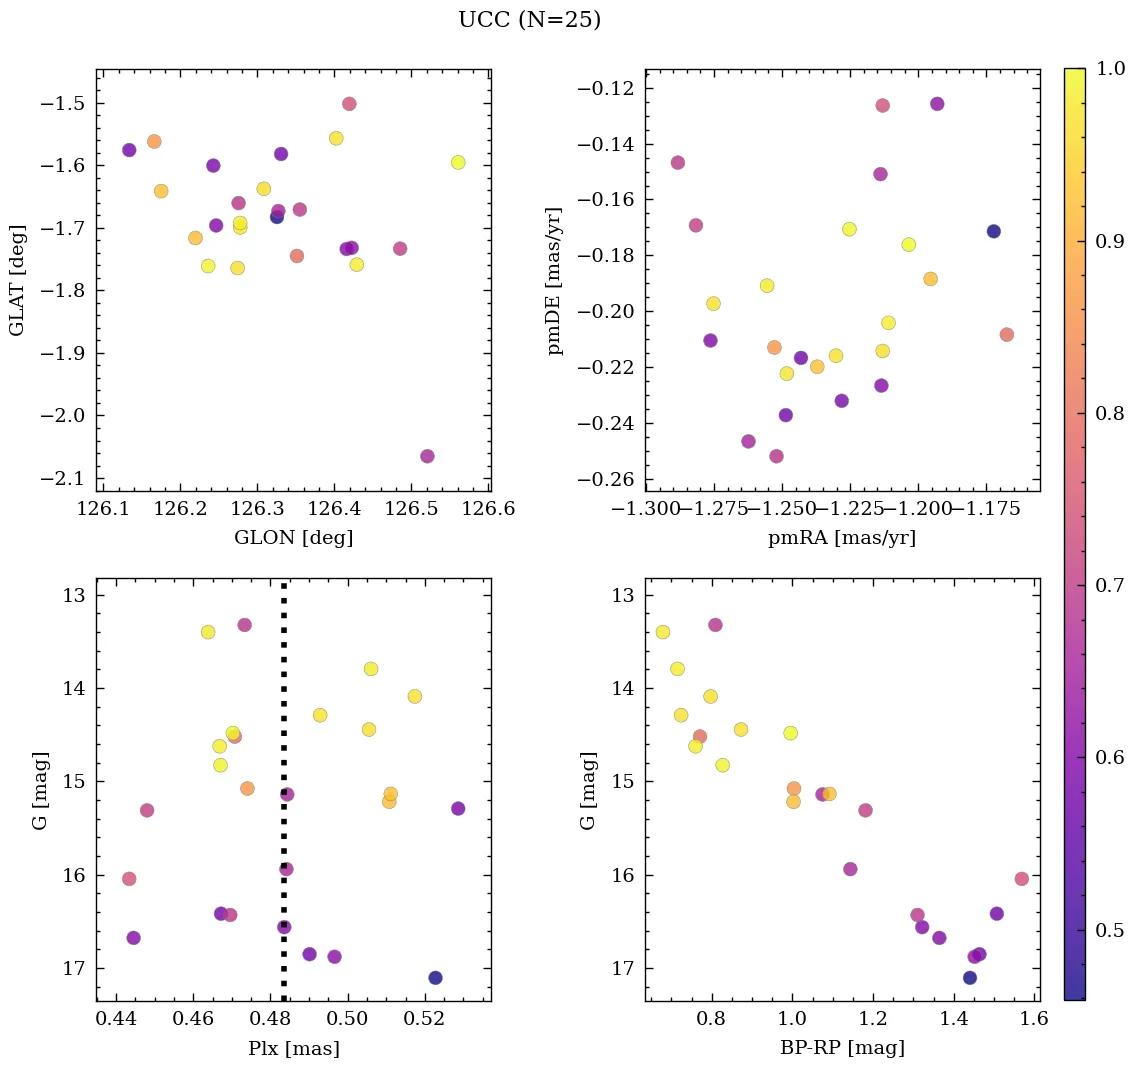 UCC (N=25)
−1.5
−1.6
−1.7
−1.8
−1.9
−2.0
−2.1
GLAT [deg]
126.1 126.2 126.3 126.4 126.5 126.6
GLON [deg]
−0.12
−0.14
−0.16
−0.18
−0.20
−0.22
−0.24
−0.26
pmDE [mas/yr]
−1.300 −1.275 −1.250 −1.225 −1.200 −1.175
pmRA [mas/yr]
13
14
15
16
17
G [mag]
0.44 0.46 0.48 0.50 0.52
Plx [mas]
13
14
15
16
17
G [mag]
0.8 1.0 1.2 1.4 1.6
BP-RP [mag]
1.0
0.9
0.8
0.7
0.6
0.5